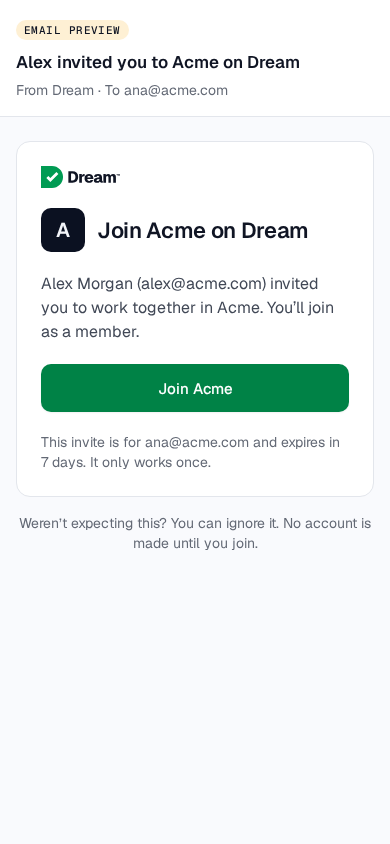 EMAIL PREVIEW
Alex invited you to Acme on Dream
From Dream · To ana@acme.com
Dream™
A
Join Acme on Dream
Alex Morgan (alex@acme.com) invited
you to work together in Acme. You’ll join
as a member.
Join Acme
This invite is for ana@acme.com and expires in
7 days. It only works once.
Weren’t expecting this? You can ignore it. No account is
made until you join.